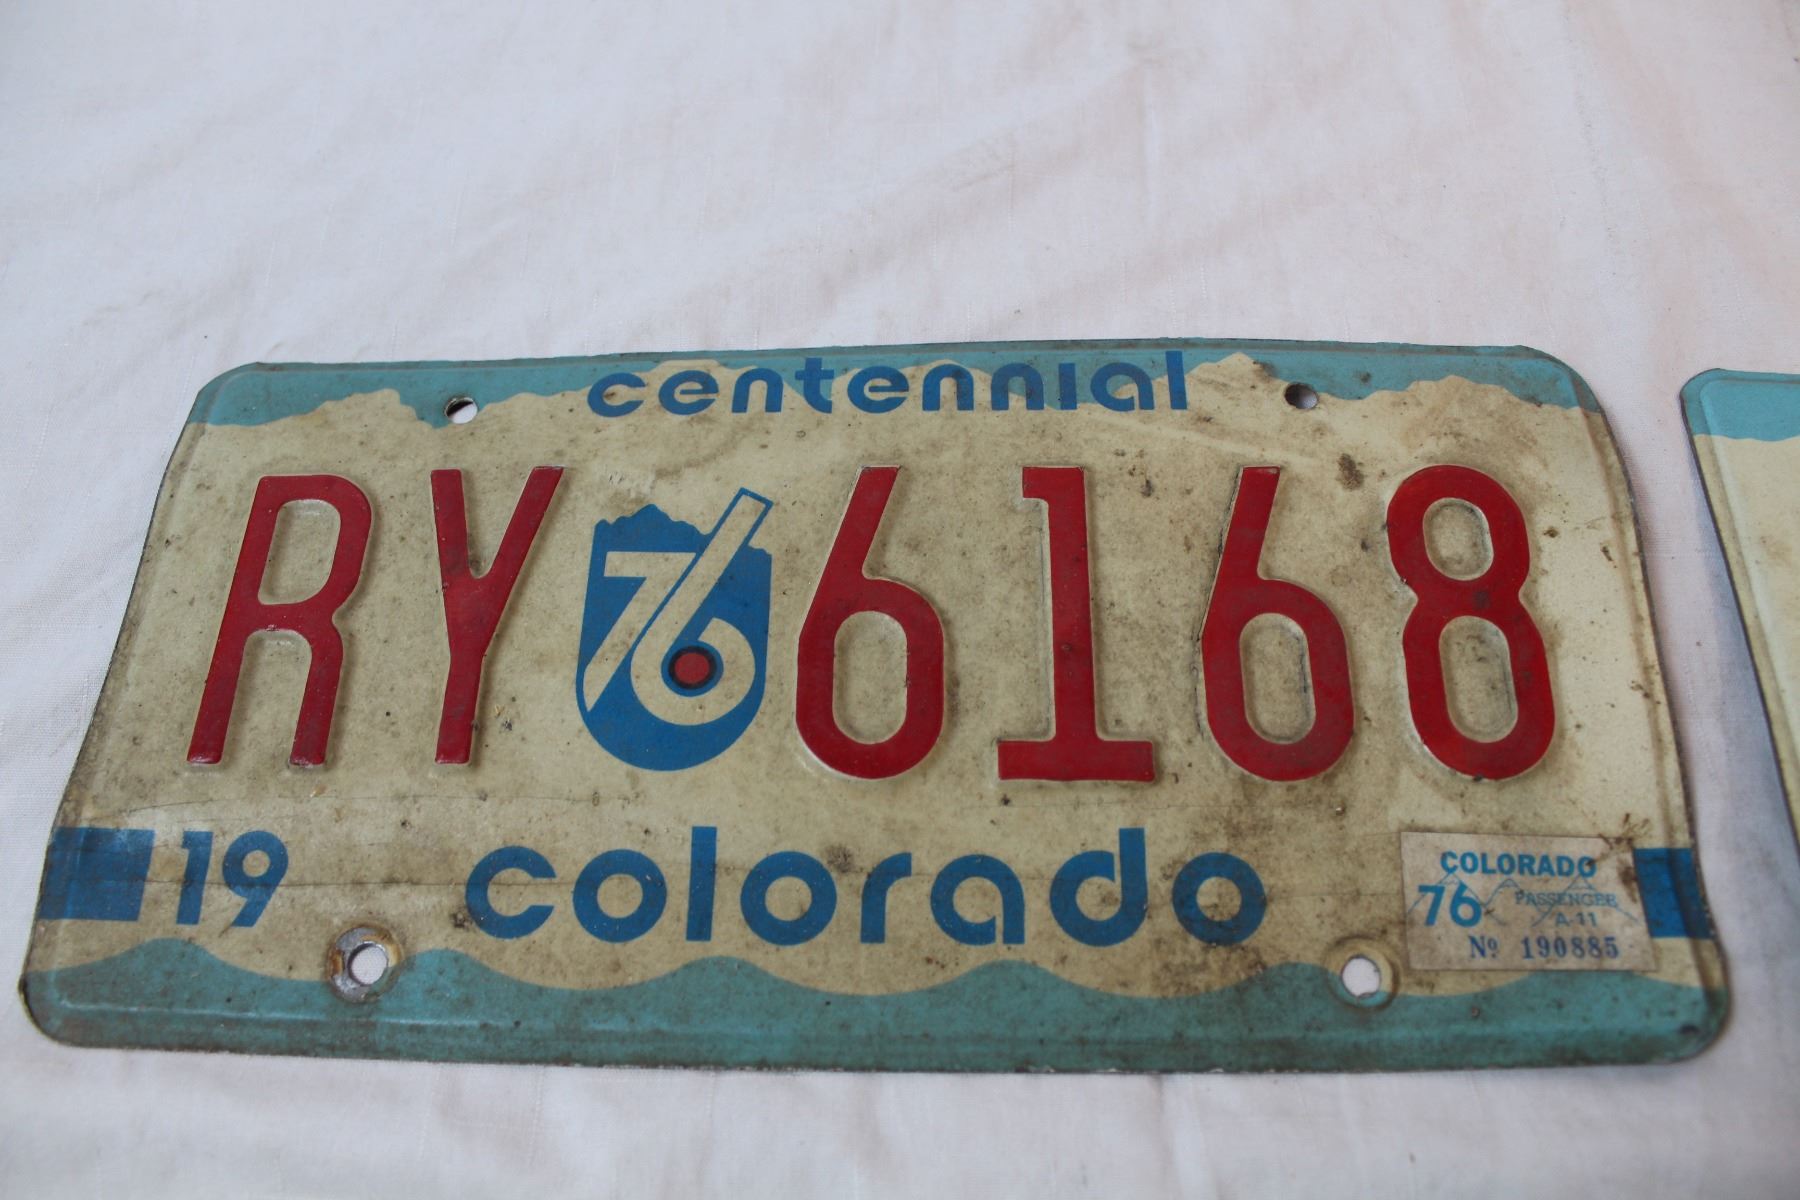 centennial
RY 76 6168
19 colorado
COLORADO
76 PASSENGER
A-11
Nº 190885